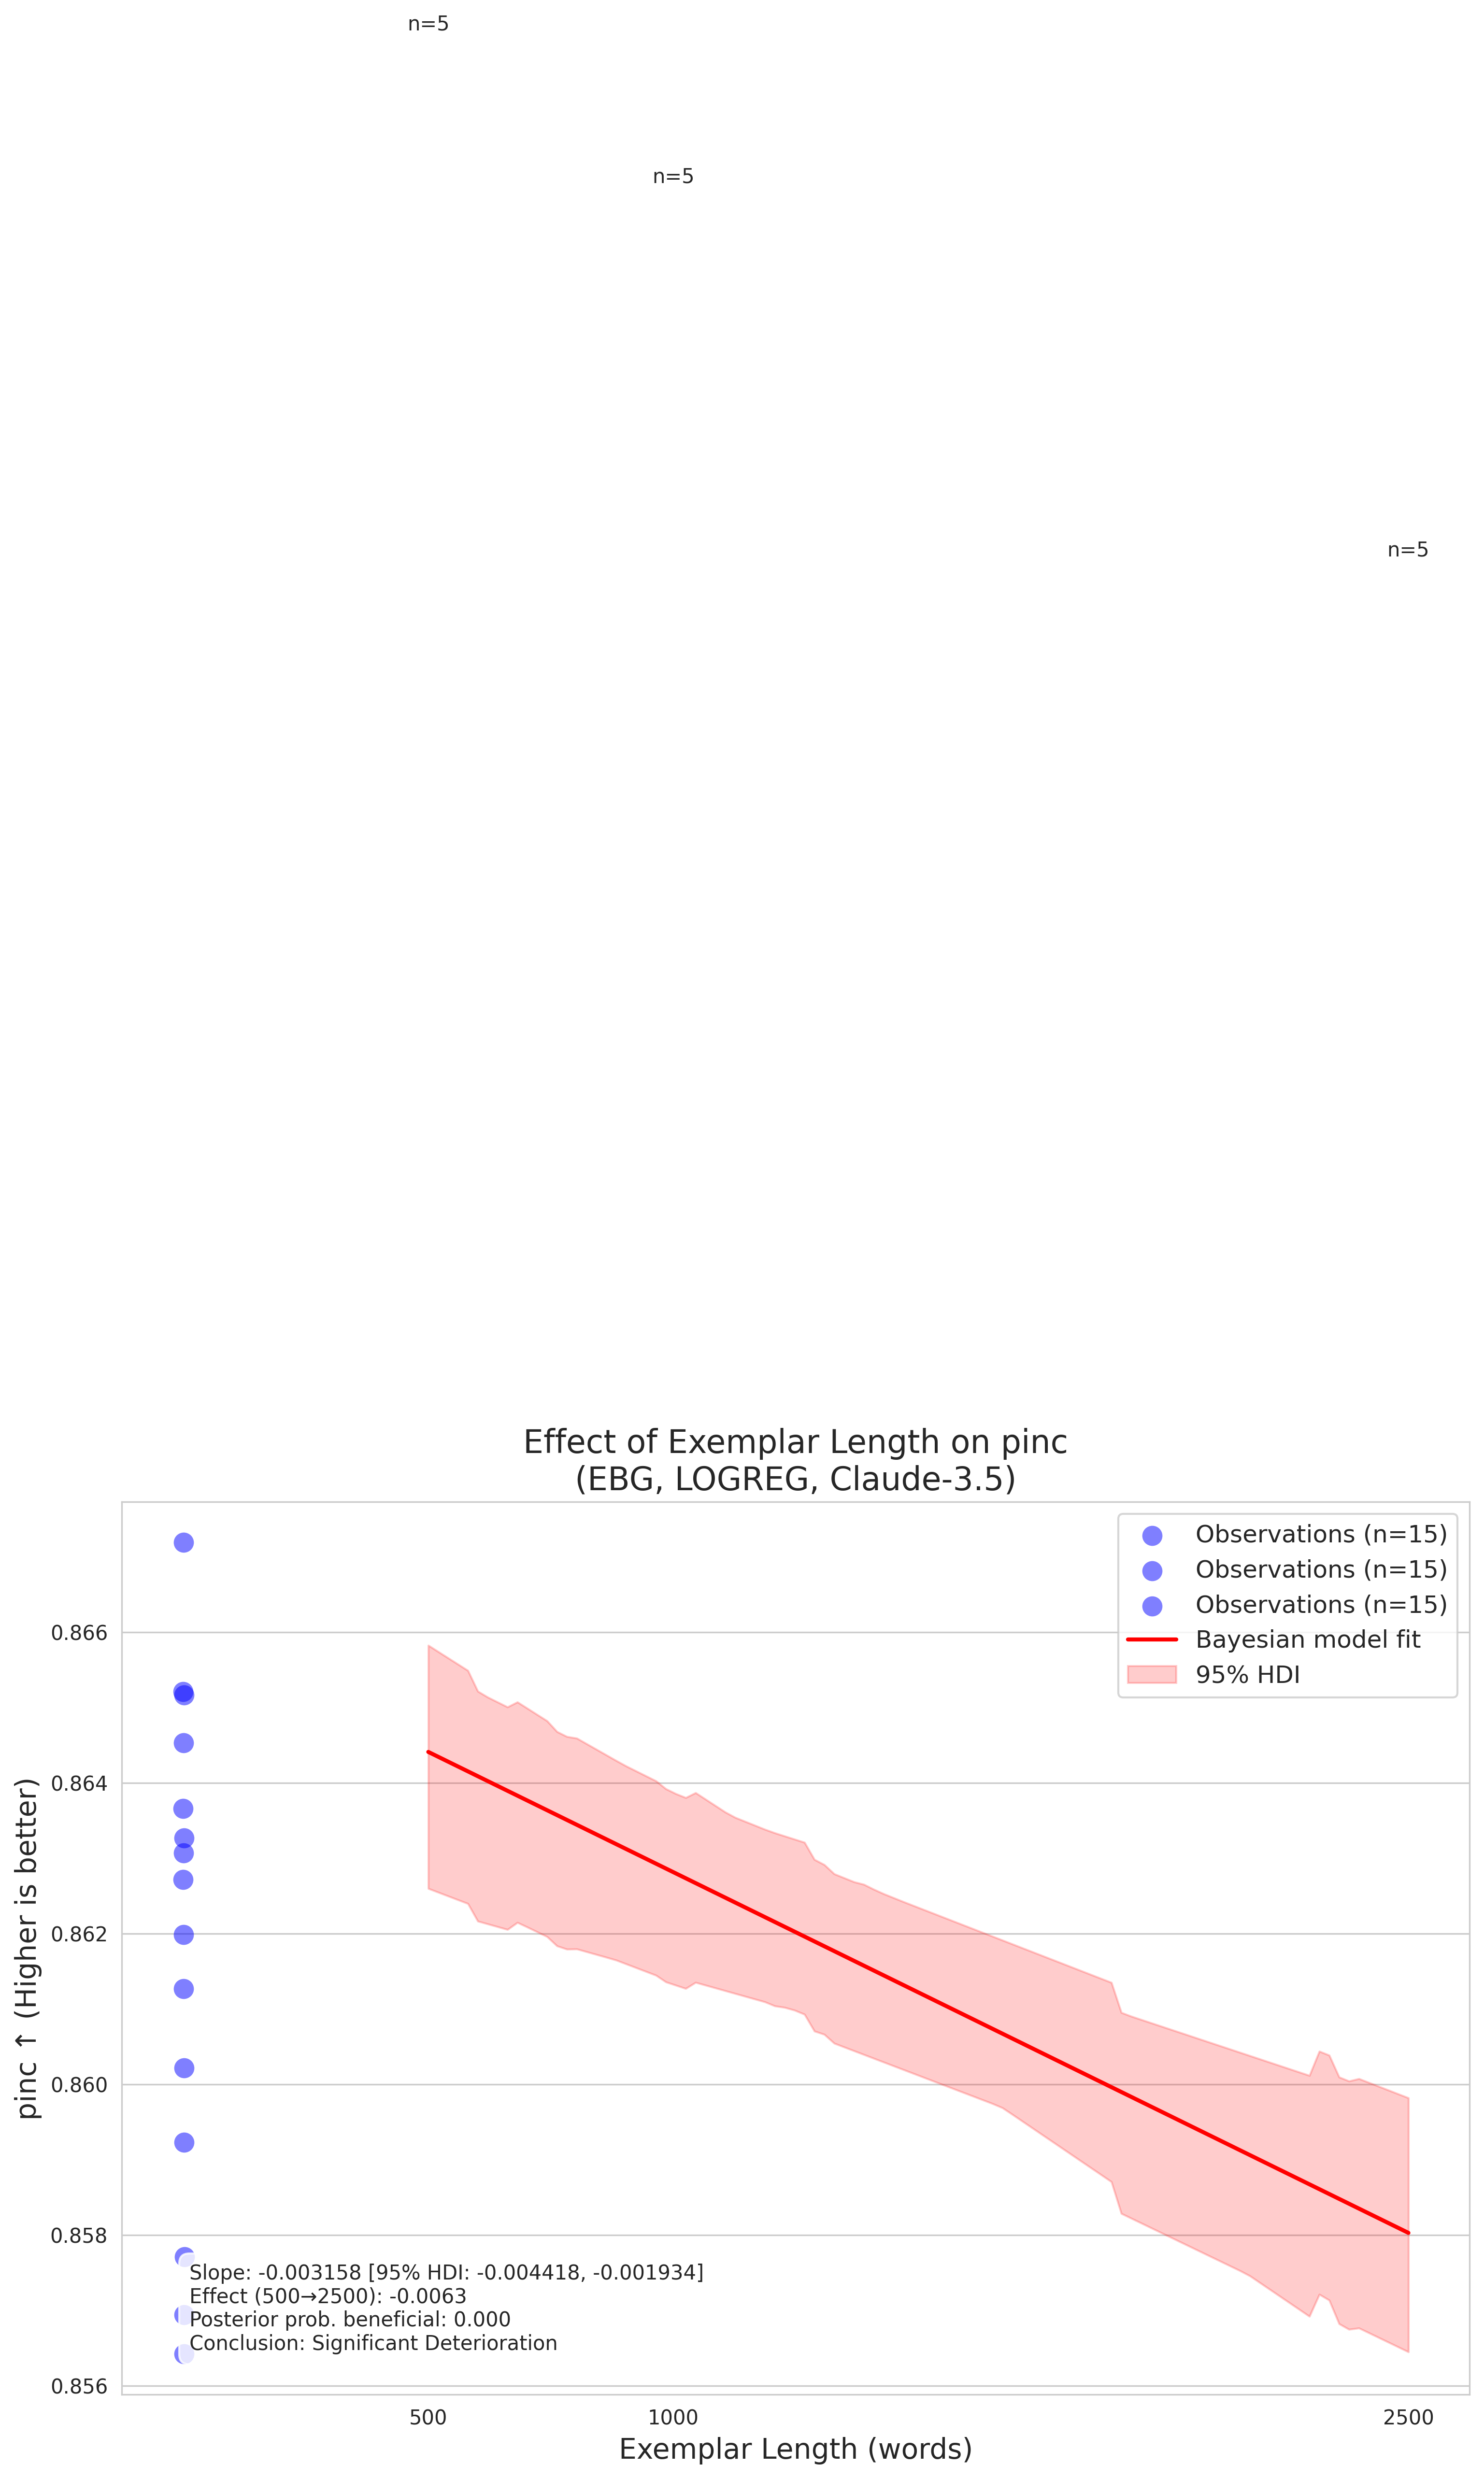 n=5
n=5
n=5
Effect of Exemplar Length on pinc
(EBG, LOGREG, Claude-3.5)
Observations (n=15)
Observations (n=15)
Observations (n=15)
Bayesian model fit
95% HDI
pinc ↑ (Higher is better)
0.866
0.864
0.862
0.860
0.858
0.856
Slope: -0.003158 [95% HDI: -0.004418, -0.001934]
Effect (500→2500): -0.0063
Posterior prob. beneficial: 0.000
Conclusion: Significant Deterioration
500 1000 2500
Exemplar Length (words)